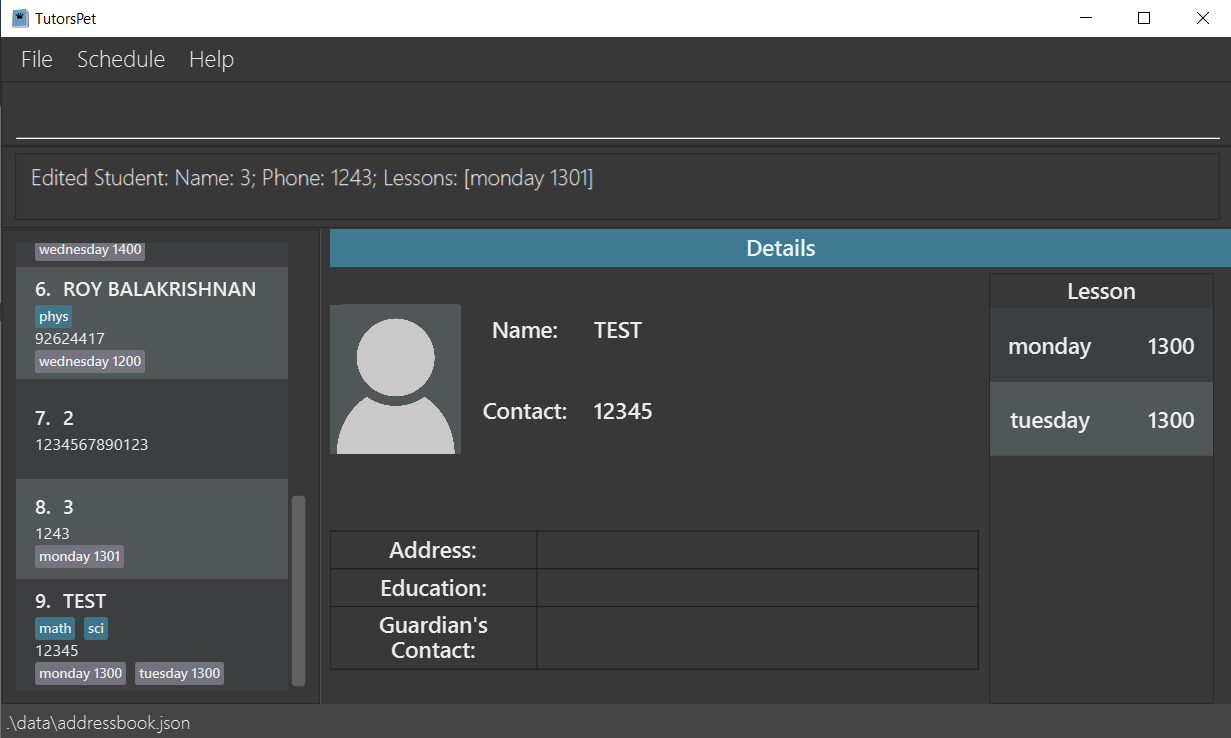 TutorsPet
File Schedule Help
Edited Student: Name: 3; Phone: 1243; Lessons: [monday 1301]
wednesday 1400
6. ROY BALAKRISHNAN
phys
92624417
wednesday 1200
7. 2
1234567890123
8. 3
1243
monday 1301
9. TEST
math sci
12345
monday 1300 tuesday 1300
Details
Name: TEST
Contact: 12345
Address:
Education:
Guardian's
Contact:
Lesson
monday 1300
tuesday 1300
.\data\addressbook.json